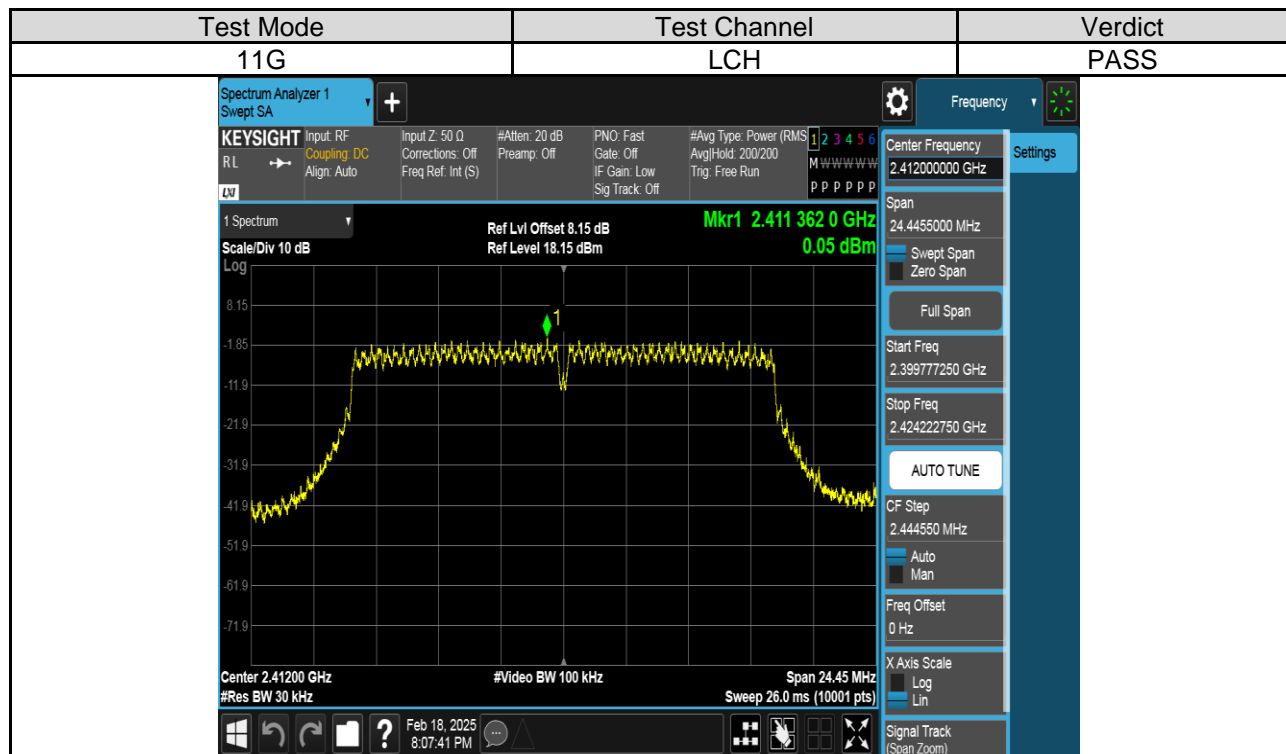 Test Mode Test Channel Verdict
11G LCH PASS
Spectrum Analyzer 1
Swept SA
+
Frequency
KEYSIGHT Input: RF Input Z: 50 Ω #Atten: 20 dB PNO: Fast #Avg Type: Power (RMS 1 2 3 4 5 6
R L Coupling: DC Corrections: Off Preamp: Off Gate: Off Avg|Hold: 200/200 M W W W W W
Align: Auto Freq Ref: Int (S) IF Gain: Low Trig: Free Run
LXI Sig Track: Off P P P P P P
Center Frequency
2.412000000 GHz
Settings
1 Spectrum Ref Lvl Offset 8.15 dB Mkr1 2.411 362 0 GHz
Scale/Div 10 dB Ref Level 18.15 dBm 0.05 dBm
Log
1
8.15
-1.85
-11.9
-21.9
-31.9
-41.9
-51.9
-61.9
-71.9
Center 2.41200 GHz #Video BW 100 kHz Span 24.45 MHz
#Res BW 30 kHz Sweep 26.0 ms (10001 pts)
Span
24.4455000 MHz
Swept Span
Zero Span
Full Span
Start Freq
2.399777250 GHz
Stop Freq
2.424222750 GHz
AUTO TUNE
CF Step
2.444550 MHz
Auto
Man
Freq Offset
0 Hz
X Axis Scale
Log
Lin
Signal Track
(Span Zoom)
? Feb 18, 2025
8:07:41 PM